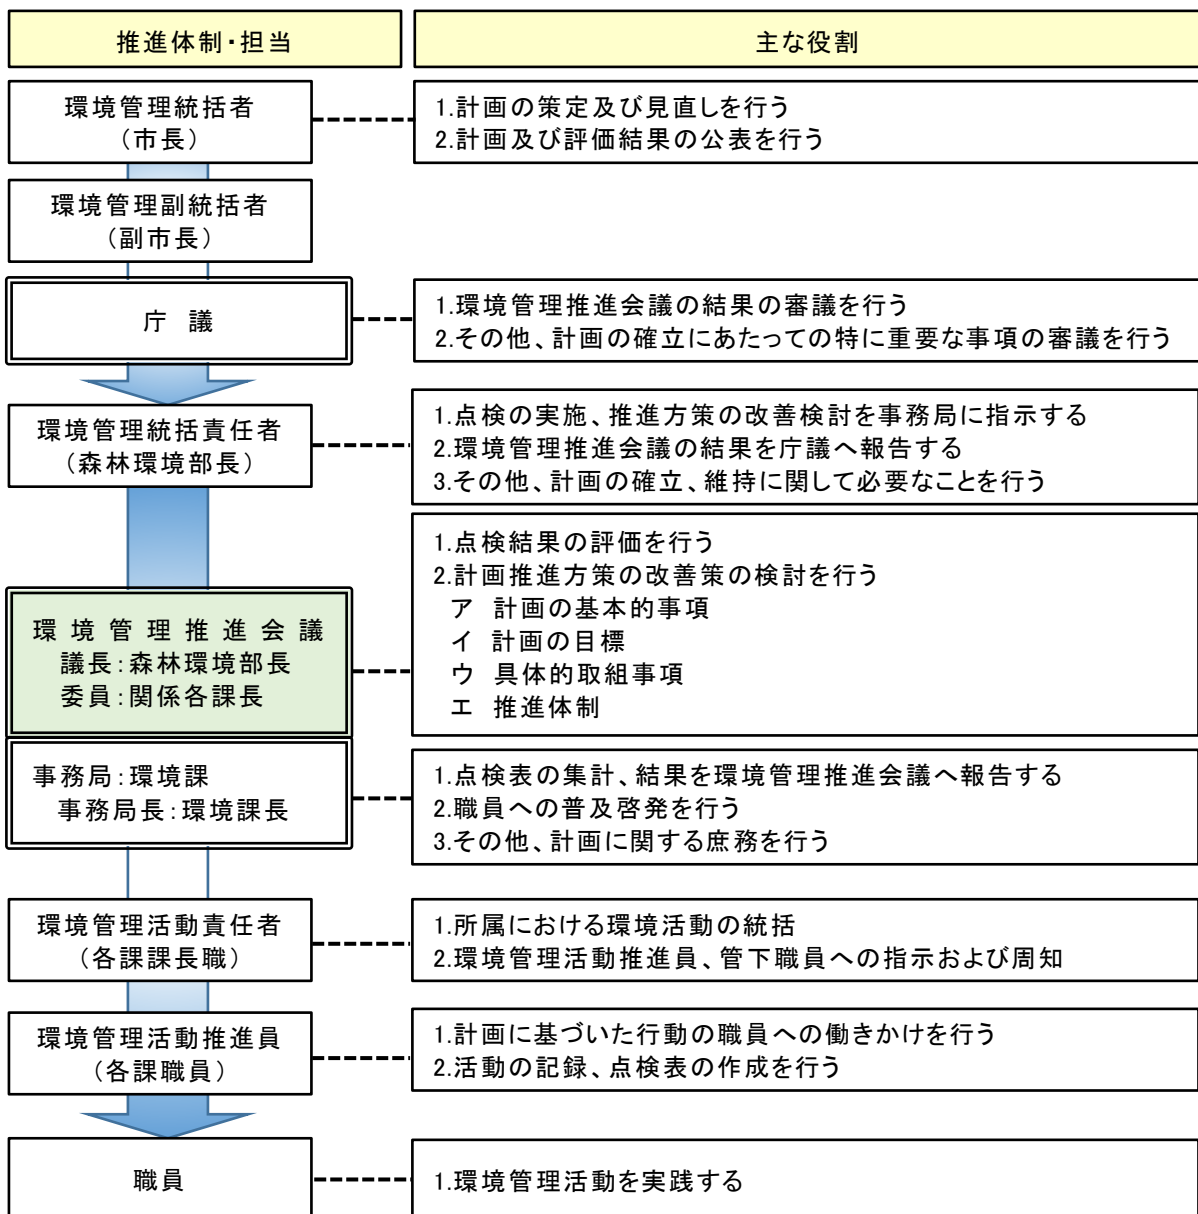 推進体制・担当
主な役割
環境管理統括者
(市長)
1.計画の策定及び見直しを行う
2.計画及び評価結果の公表を行う
環境管理副統括者
(副市長)
庁 議
1.環境管理推進会議の結果の審議を行う
2.その他、計画の確立にあたっての特に重要な事項の審議を行う
環境管理統括責任者
(森林環境部長)
1.点検の実施、推進方策の改善検討を事務局に指示する
2.環境管理推進会議の結果を庁議へ報告する
3.その他、計画の確立、維持に関して必要なことを行う
環境管理推進会議
議長:森林環境部長
委員:関係各課長
1.点検結果の評価を行う
2.計画推進方策の改善策の検討を行う
ア 計画の基本的事項
イ 計画の目標
ウ 具体的取組事項
エ 推進体制
事務局:環境課
事務局長:環境課長
1.点検表の集計、結果を環境管理推進会議へ報告する
2.職員への普及啓発を行う
3.その他、計画に関する庶務を行う
環境管理活動責任者
(各課課長職)
1.所属における環境活動の統括
2.環境管理活動推進員、管下職員への指示および周知
環境管理活動推進員
(各課職員)
1.計画に基づいた行動の職員への働きかけを行う
2.活動の記録、点検表の作成を行う
職員
1.環境管理活動を実践する